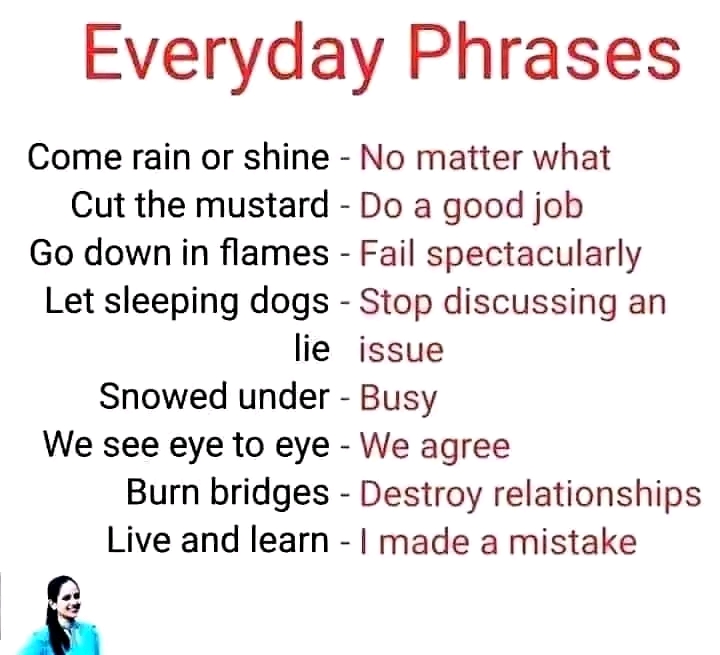 Everyday Phrases
Come rain or shine - No matter what
Cut the mustard - Do a good job
Go down in flames - Fail spectacularly
Let sleeping dogs - Stop discussing an
lie issue
Snowed under - Busy
We see eye to eye - We agree
Burn bridges - Destroy relationships
Live and learn - I made a mistake